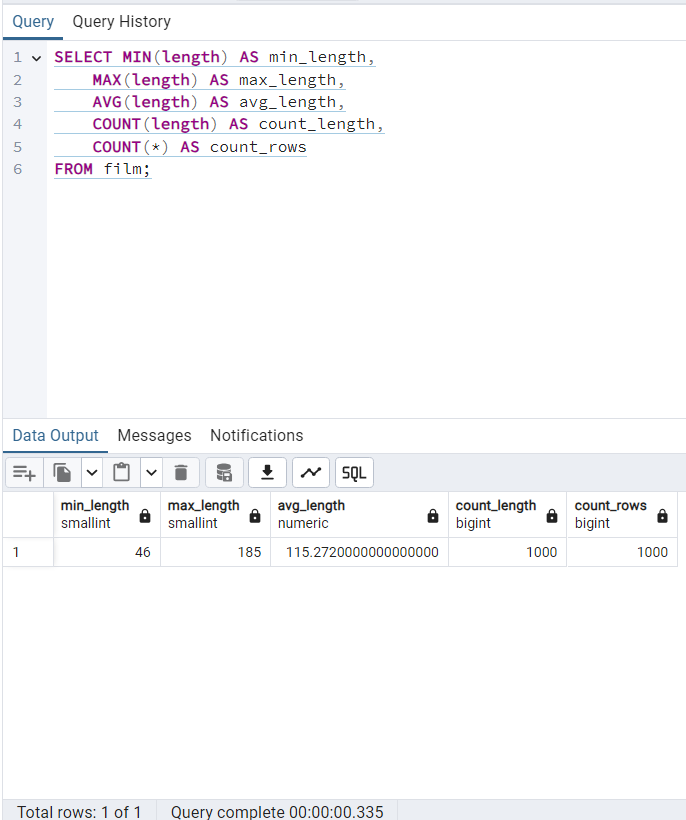 Query Query History
1 SELECT MIN(length) AS min_length,
2 MAX(length) AS max_length,
3 AVG(length) AS avg_length,
4 COUNT(length) AS count_length,
5 COUNT(*) AS count_rows
6 FROM film;
Data Output Messages Notifications
SQL
min_length max_length avg_length count_length count_rows
smallint smallint numeric bigint bigint
1 46 185 115.2720000000000000 1000 1000
Total rows: 1 of 1 Query complete 00:00:00.335